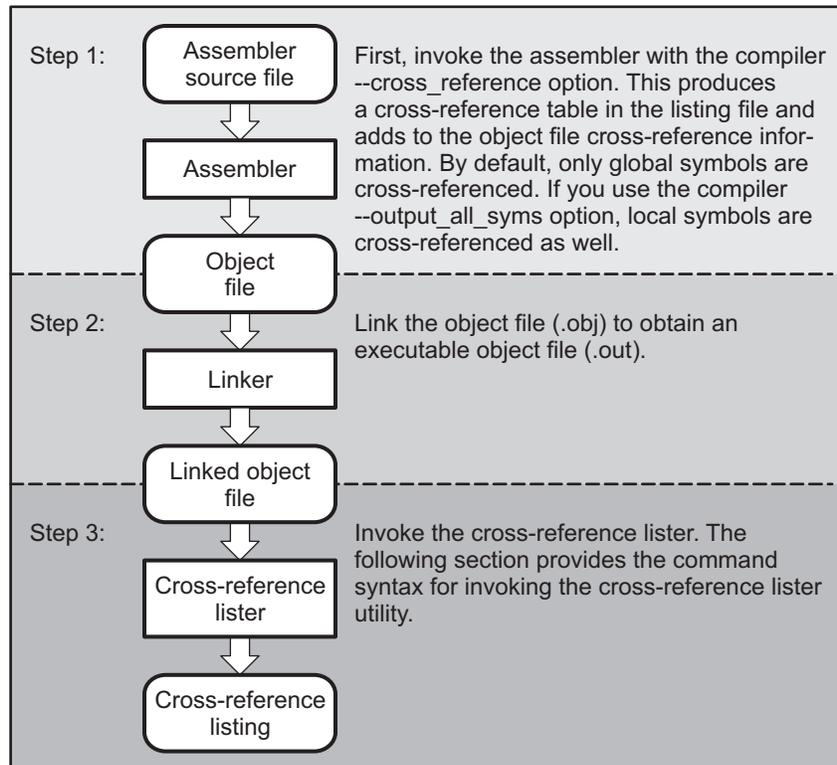 Step 1:
Assembler
source file
First, invoke the assembler with the compiler
--cross_reference option. This produces
a cross-reference table in the listing file and
adds to the object file cross-reference infor-
mation. By default, only global symbols are
cross-referenced. If you use the compiler
--output_all_syms option, local symbols are
cross-referenced as well.
Assembler
Object
file
Step 2:
Link the object file (.obj) to obtain an
executable object file (.out).
Linker
Linked object
file
Step 3:
Invoke the cross-reference lister. The
following section provides the command
syntax for invoking the cross-reference lister
utility.
Cross-reference
lister
Cross-reference
listing